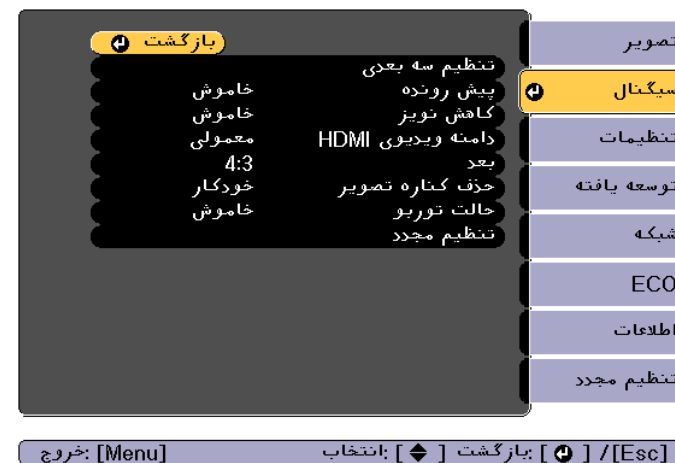 بازگشت
تنظیم سه بعدی
پیش رونده خاموش
کاهش نویز خاموش
دامنه ویدیوی HDMI معمولی
بعد 4:3
حذف کناره تصویر خودکار
حالت توربو خاموش
تنظیم مجدد
تصویر
سیگنال
تنظیمات
توسعه یافته
شبکه
ECO
اطلاعات
تنظیم مجدد
[Esc] / [ ] :بازگشت [ ] :انتخاب [Menu] :خروج